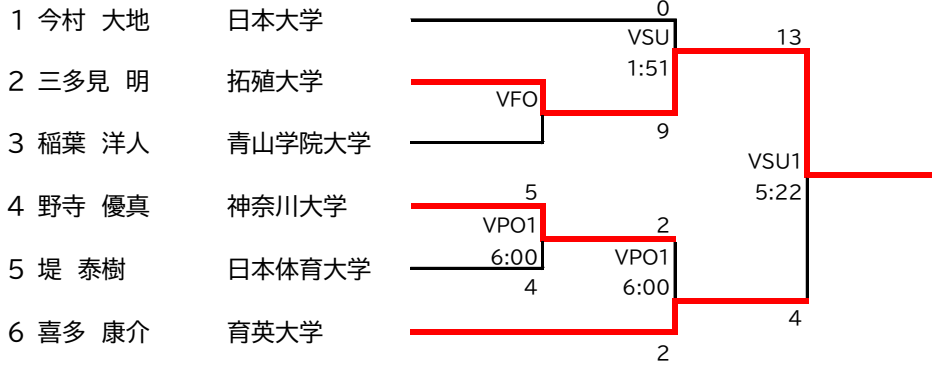 1 今村 大地 日本大学
0
VSU
1:51
13
2 三多見 明 拓殖大学
VFO
9
3 稲葉 洋人 青山学院大学
VSU1
5:22
4 野寺 優真 神奈川大学
5
VPO1
6:00
2
VPO1
6:00
5 堤 泰樹 日本体育大学
4
4
6 喜多 康介 育英大学
2